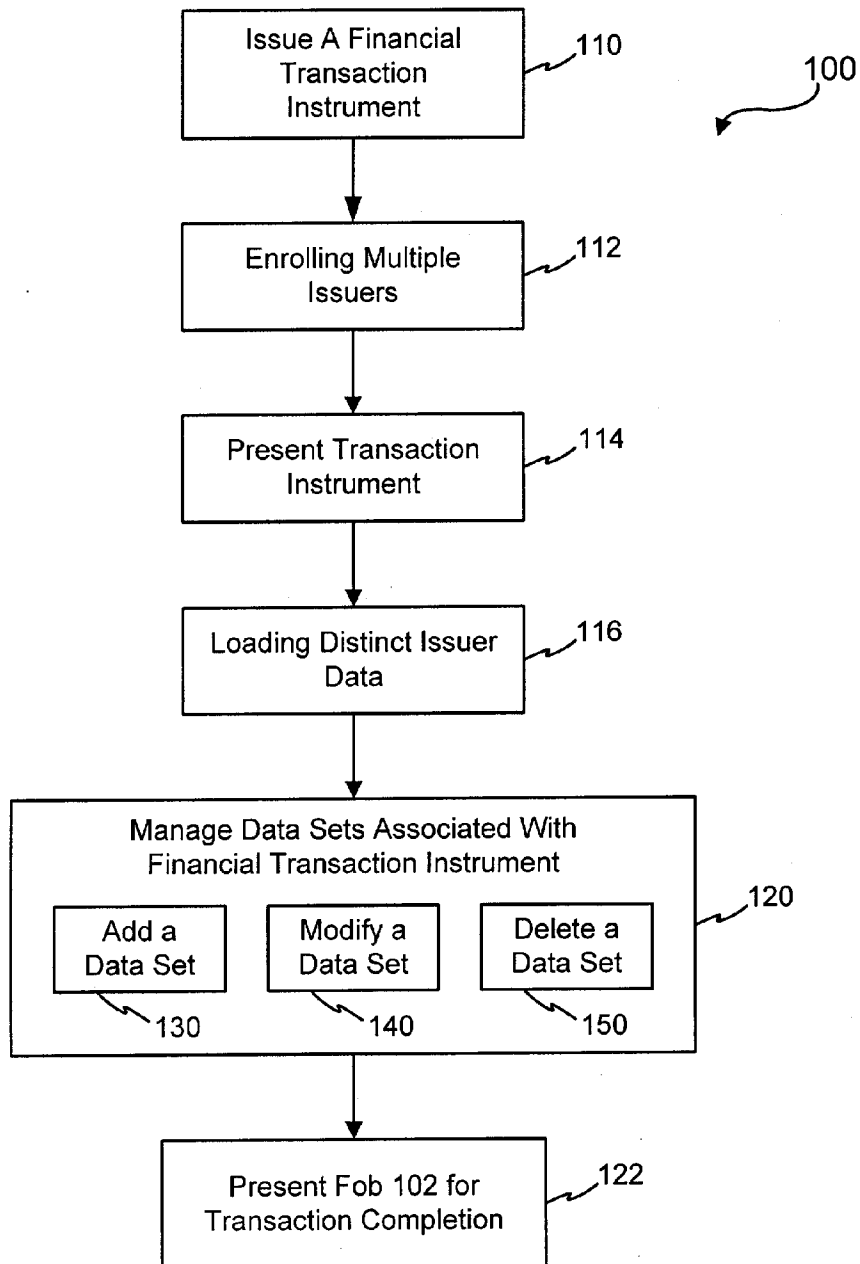 Issue A Financial
Transaction
Instrument
110
100
Enrolling Multiple
Issuers
112
Present Transaction
Instrument
114
Loading Distinct Issuer
Data
116
Manage Data Sets Associated With
Financial Transaction Instrument
120
Add a
Data Set
130
Modify a
Data Set
140
Delete a
Data Set
150
Present Fob 102 for
Transaction Completion
122